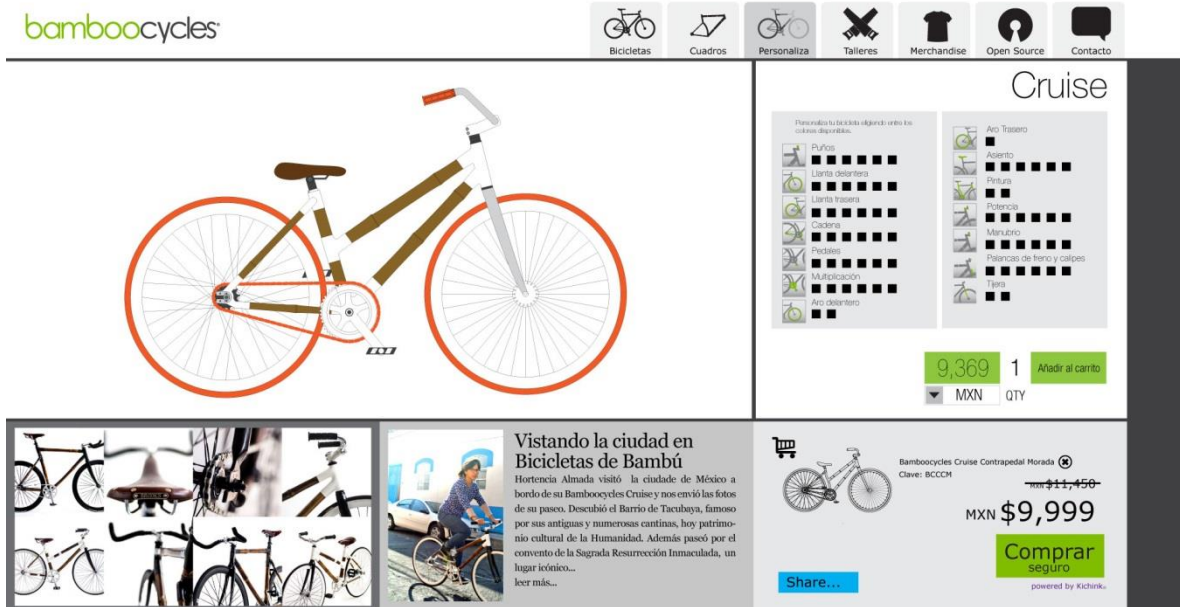 bamboocycles
Bicicletas
Cuadros
Personaliza
Talleres
Merchandise
Open Source
Contacto
Cruise
Personaliza tu bicicleta eligiendo entre los
colores disponibles.
Puños
Llanta delantera
Llanta trasera
Cadena
Pedales
Multiplicación
Aro delantero
Aro Trasero
Asiento
Pintura
Potencia
Manubrio
Palancas de freno y calipes
Tijera
9,369 1 Añadir al carrito
MXN QTY
Vistando la ciudad en
Bicicletas de Bambú
Hortencia Almada visitó la ciudade de México a
bordo de su Bamboocycles Cruise y nos envió las fotos
de su paseo. Descubió el Barrio de Tacubaya, famoso
por sus antiguas y numerosas cantinas, hoy patrimo-
nio cultural de la Humanidad. Además paseó por el
convento de la Sagrada Resurrección Inmaculada, un
lugar icónico...
leer más...
Bamboocycles Cruise Contrapedal Morada
Clave: BCCCM
MXN $11,450
MXN $9,999
Comprar
seguro
powered by Kichink
Share...